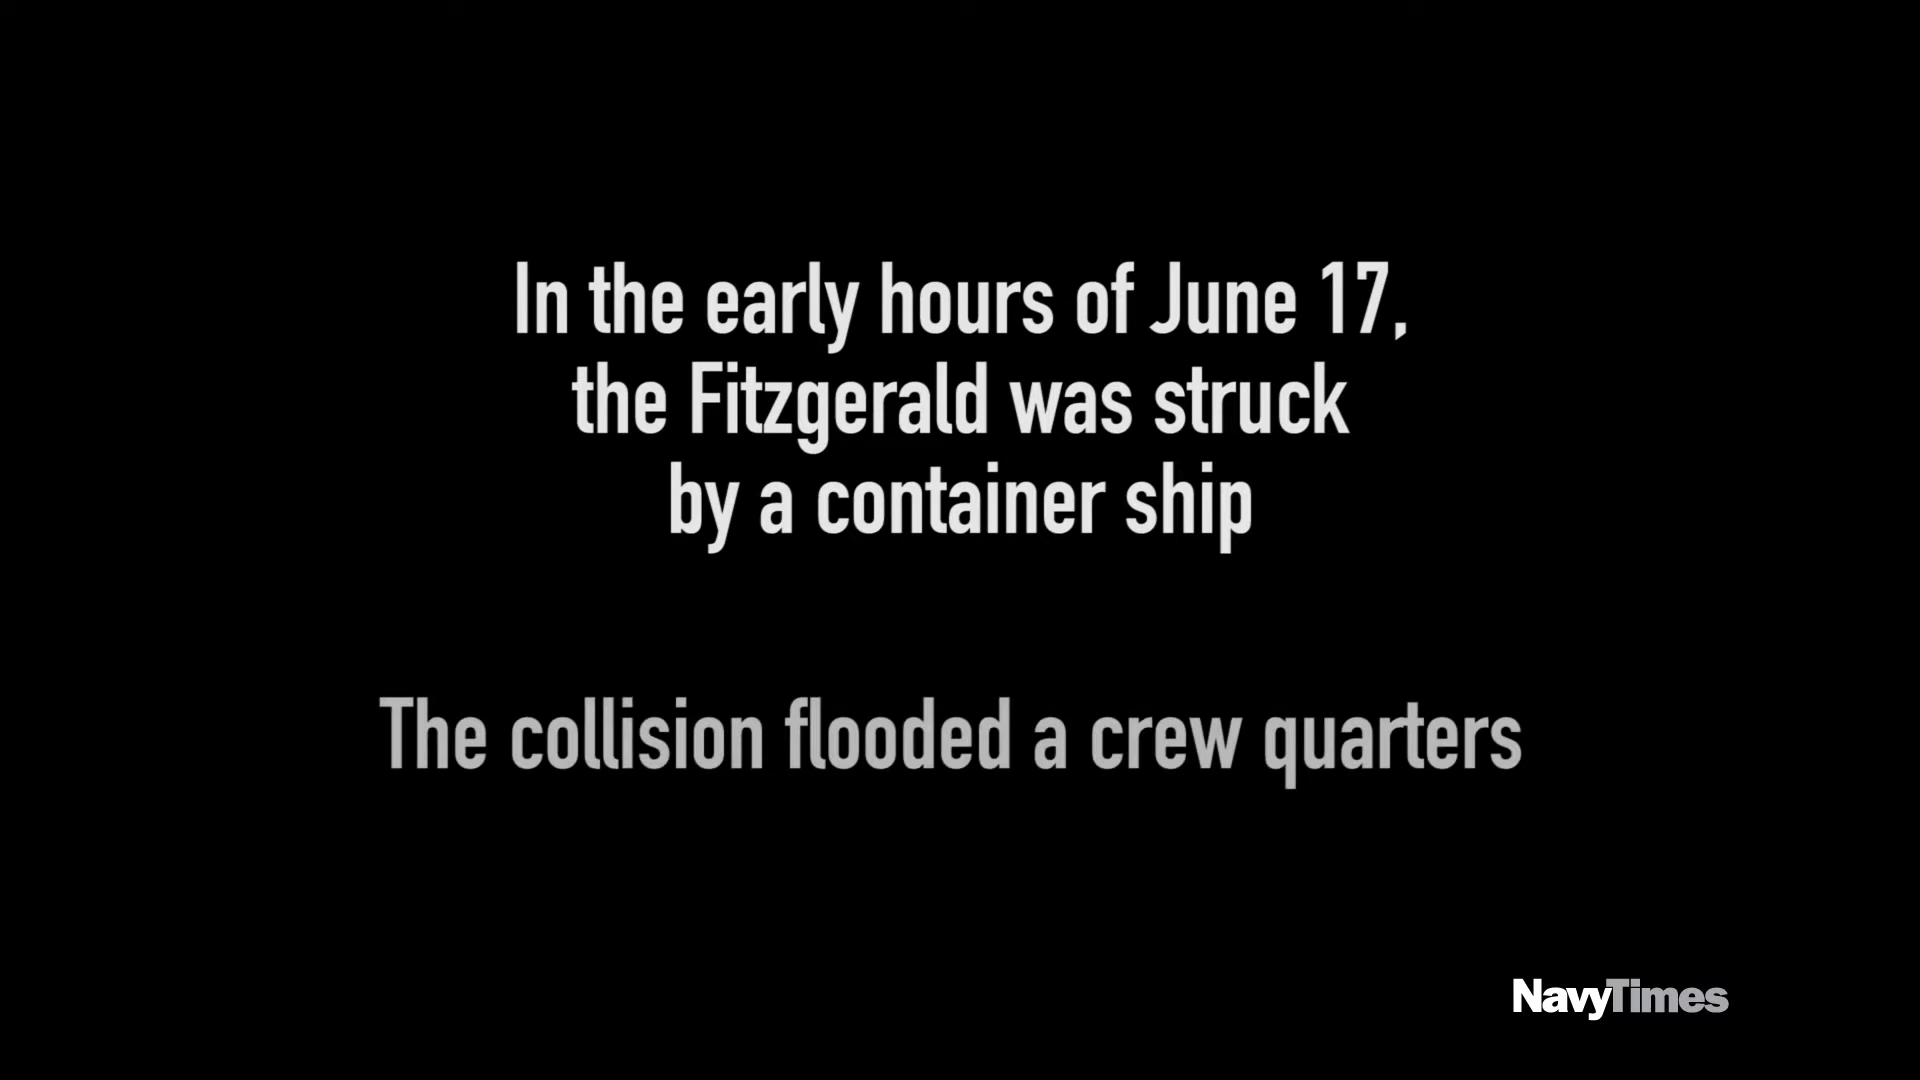 In the early hours of June 17,
the Fitzgerald was struck
by a container ship
The collision flooded a crew quarters
NavyTimes